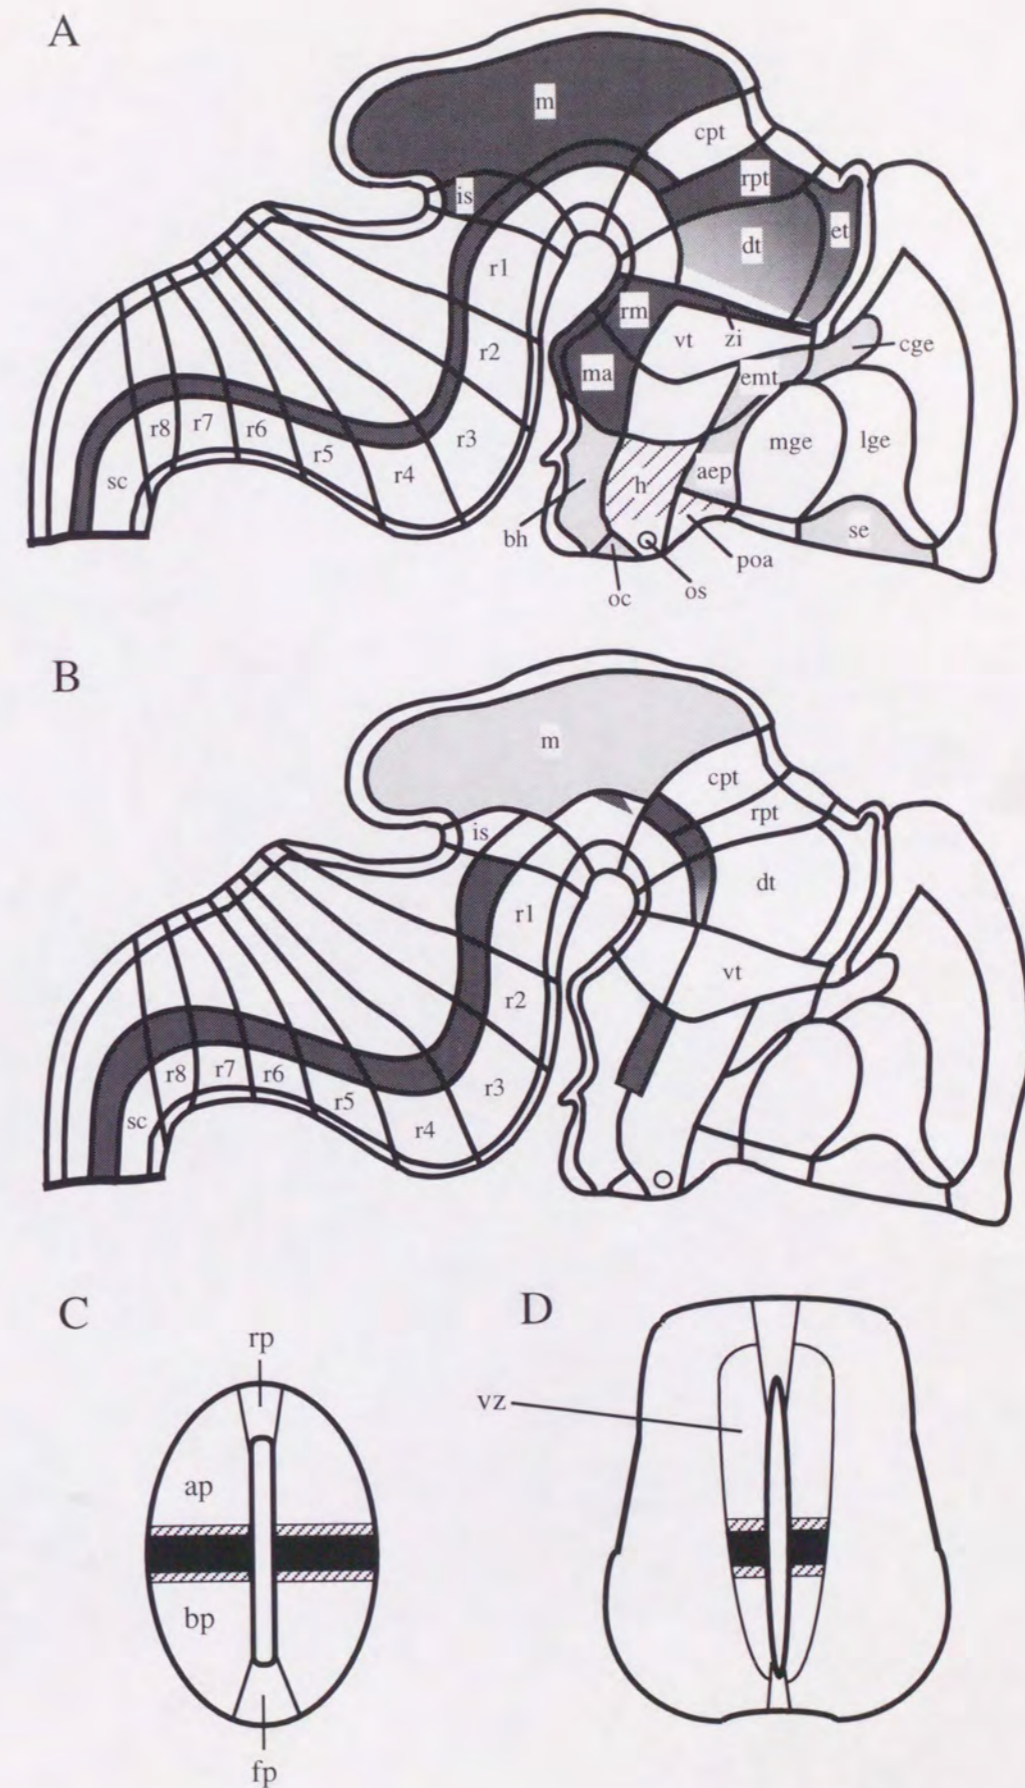 A
m
cpt
rpt
is
et
dt
r1
rm
vt
zi
cge
r2
emt
ma
mge
lge
r8
r7
r6
r3
r5
r4
aep
sc
h
bh
se
poa
oc
os
B
m
cpt
rpt
is
dt
r1
vt
r2
r8
r7
r6
r3
r5
sc
r4
C
rp
ap
bp
fp
D
vz